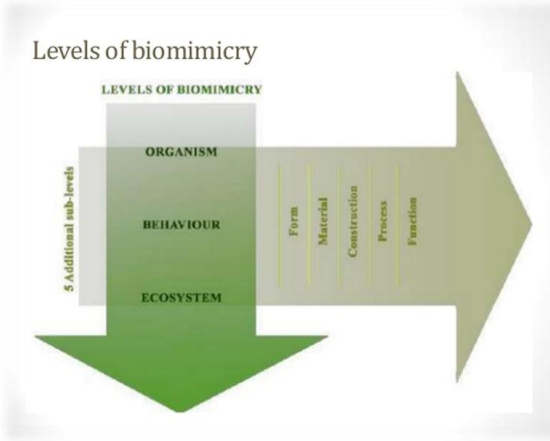 Levels of biomimicry
LEVELS OF BIOMIMICRY
ORGANISM
BEHAVIOUR
ECOSYSTEM
5 Additional sub-levels
Form
Material
Construction
Process
Function